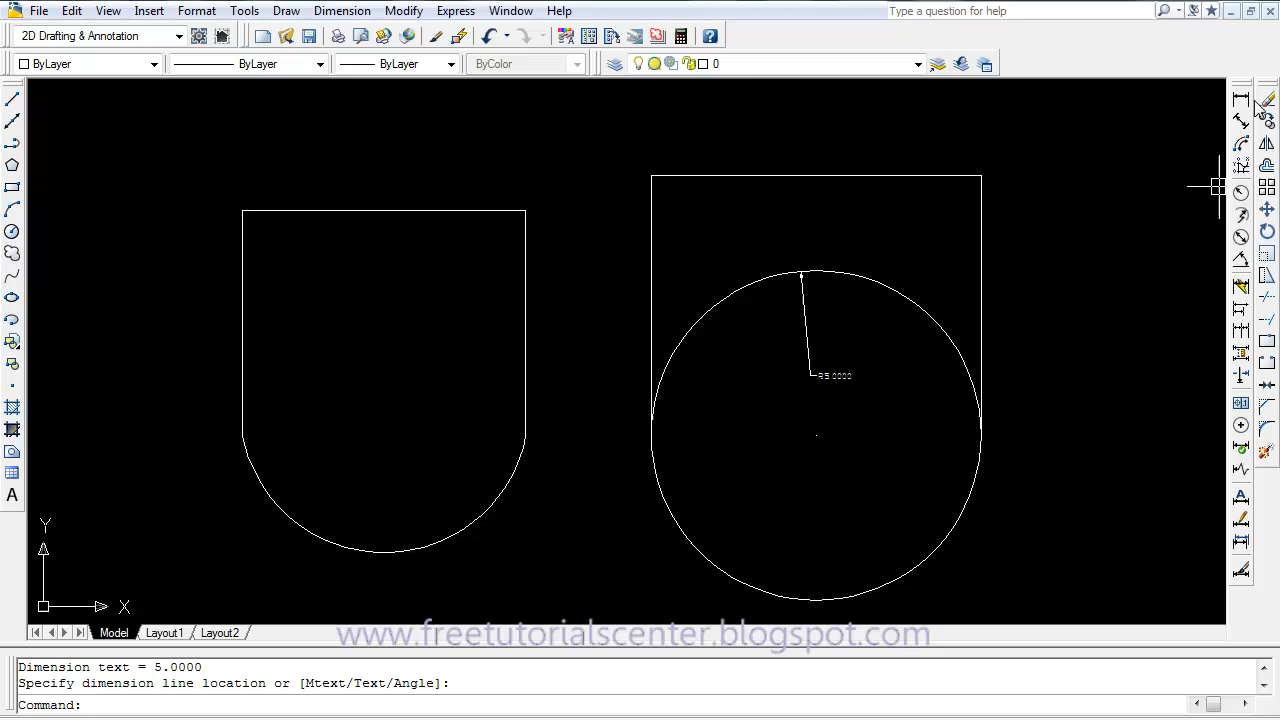 File Edit View Insert Format Tools Draw Dimension Modify Express Window Help Type a question for help
2D Drafting & Annotation
ByLayer ByLayer ByLayer ByColor 0
R5.0000
Y
X
A
Model Layout1 Layout2
www.freetutorialscenter.blogspot.com
Dimension text = 5.0000
Specify dimension line location or [Mtext/Text/Angle]:
Command: